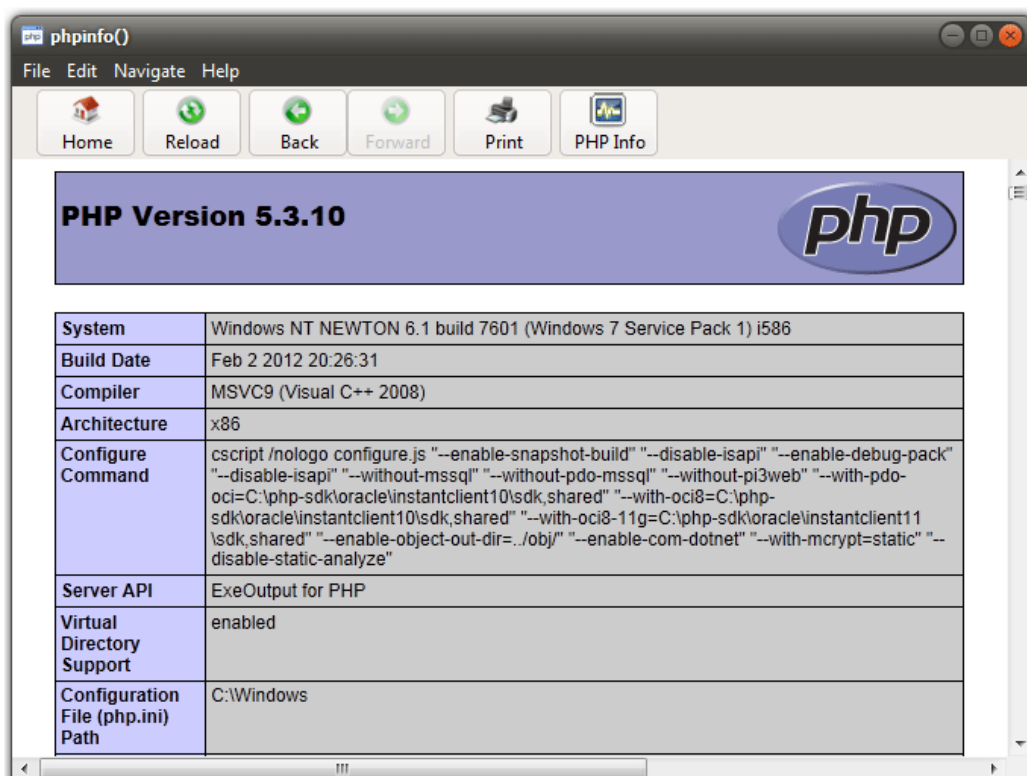 php phpinfo()
File Edit Navigate Help
Home Reload Back Forward Print PHP Info
PHP Version 5.3.10
php
System Windows NT NEWTON 6.1 build 7601 (Windows 7 Service Pack 1) i586
Build Date Feb 2 2012 20:26:31
Compiler MSVC9 (Visual C++ 2008)
Architecture x86
Configure cscript /nologo configure.js "--enable-snapshot-build" "--disable-isapi" "--enable-debug-pack"
Command "--disable-isapi" "--without-mssql" "--without-pdo-mssql" "--without-pi3web" "--with-pdo-
oci=C:\php-sdk\oracle\instantclient10\sdk,shared" "--with-oci8=C:\php-
sdk\oracle\instantclient10\sdk,shared" "--with-oci8-11g=C:\php-sdk\oracle\instantclient11
\sdk,shared" "--enable-object-out-dir=../obj/" "--enable-com-dotnet" "--with-mcrypt=static" "--
disable-static-analyze"
Server API ExeOutput for PHP
Virtual enabled
Directory
Support
Configuration C:\Windows
File (php.ini)
Path